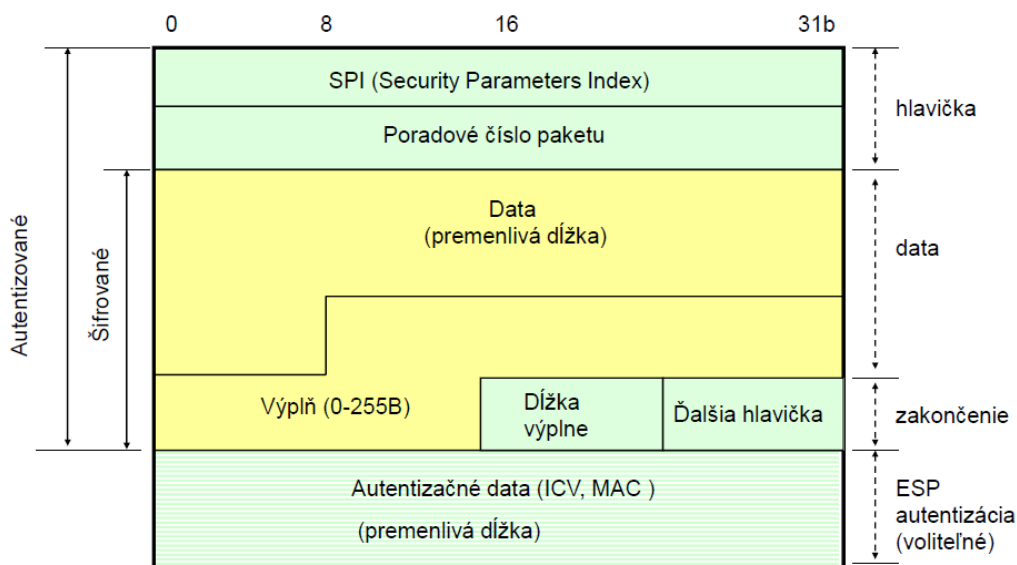 0 8 16 31b
SPI (Security Parameters Index)
hlavička
Poradové číslo paketu
Autentizované
Šifrované
Data
(premenlivá dĺžka)
data
Výplň (0-255B)
Dĺžka
výplne
Ďalšia hlavička
zakončenie
Autentizačné data (ICV, MAC )
(premenlivá dĺžka)
ESP
autentizácia
(voliteľné)